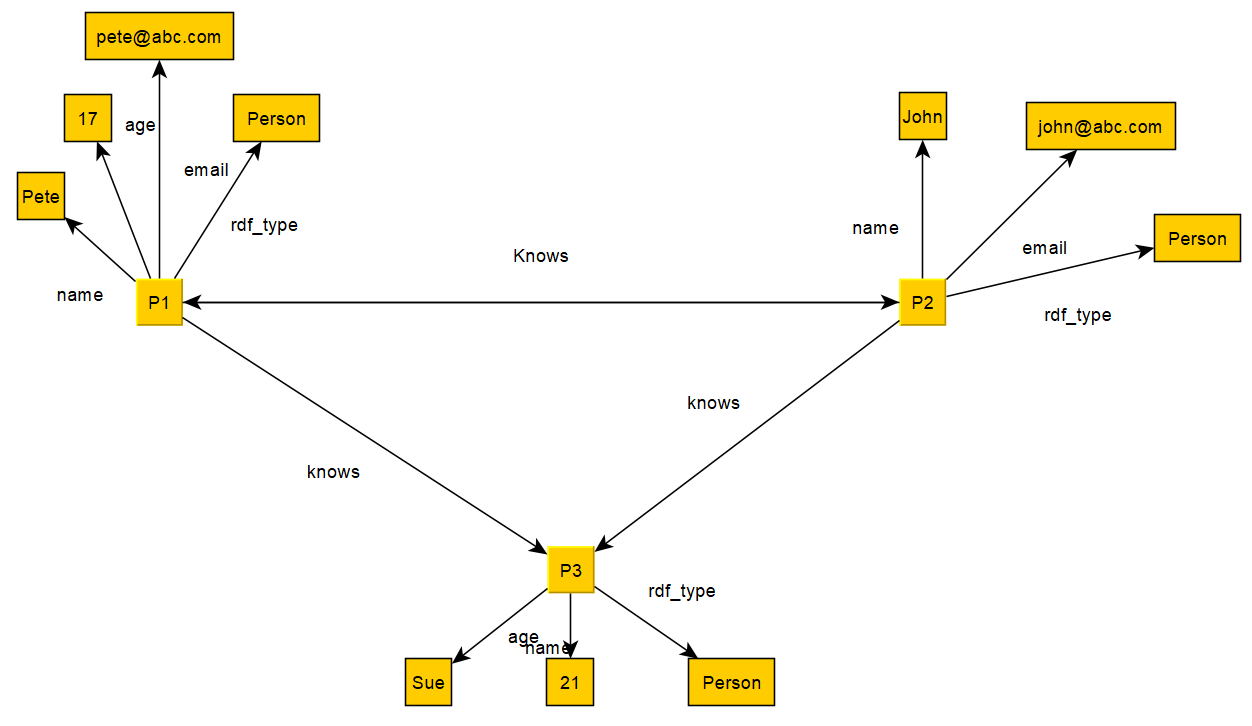 pete@abc.com
17
age
Person
John
john@abc.com
email
Pete
rdf_type
name
Person
Knows
email
name
P1
P2
rdf_type
knows
knows
P3
rdf_type
age
name
Sue
21
Person